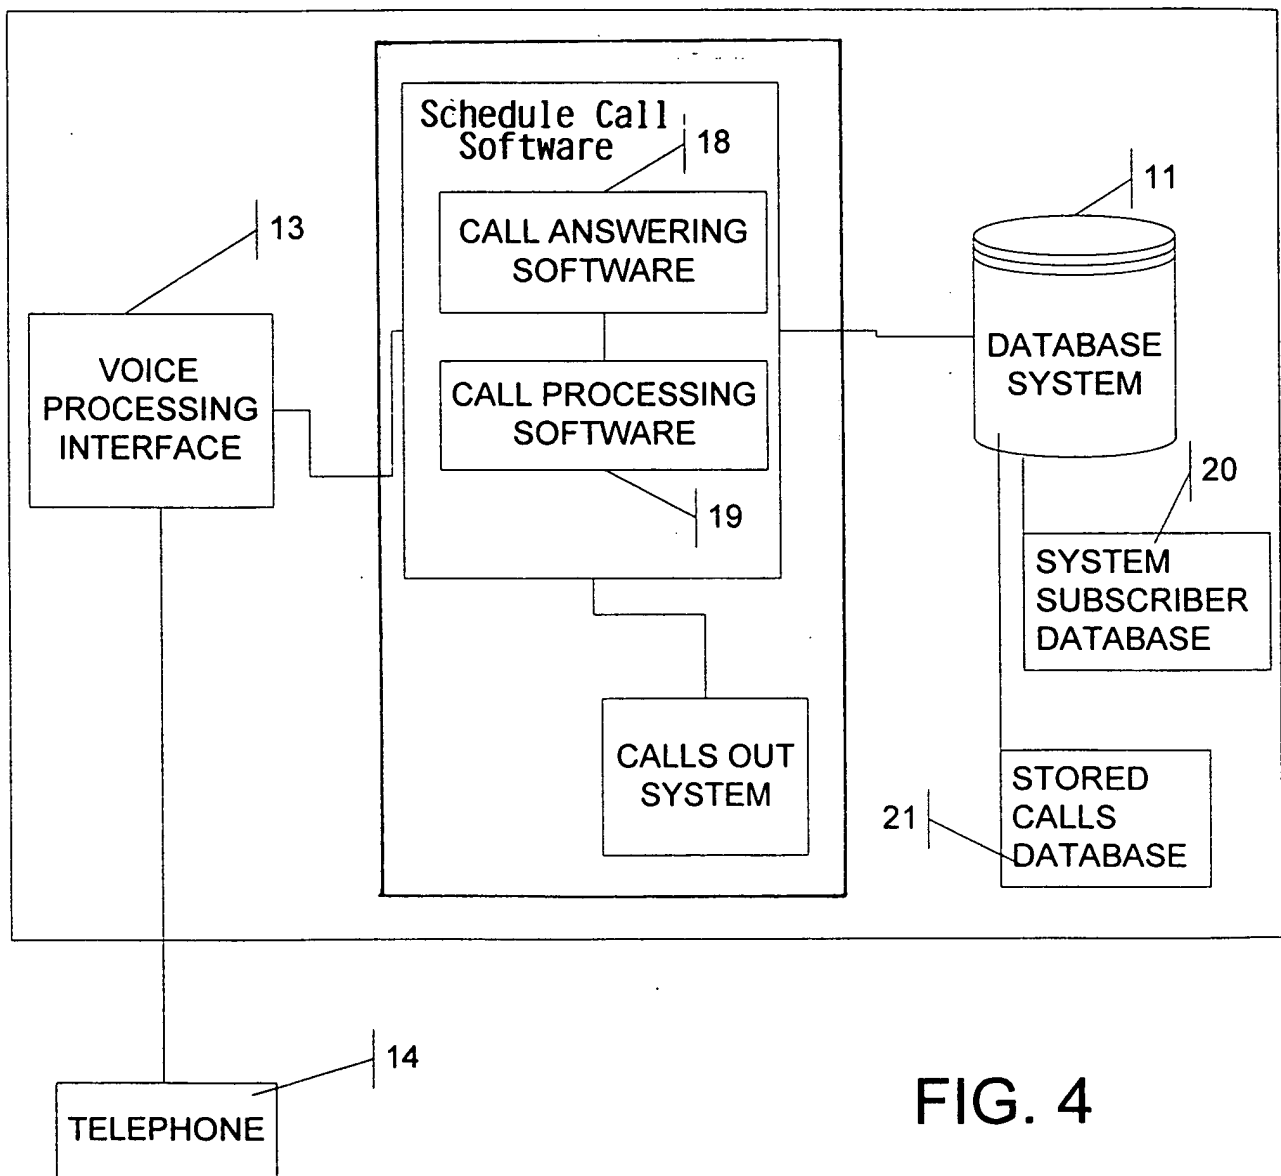 Schedule Call
Software
18
CALL ANSWERING
SOFTWARE
CALL PROCESSING
SOFTWARE
19
13
VOICE
PROCESSING
INTERFACE
11
DATABASE
SYSTEM
20
SYSTEM
SUBSCRIBER
DATABASE
CALLS OUT
SYSTEM
21
STORED
CALLS
DATABASE
14
TELEPHONE
FIG. 4